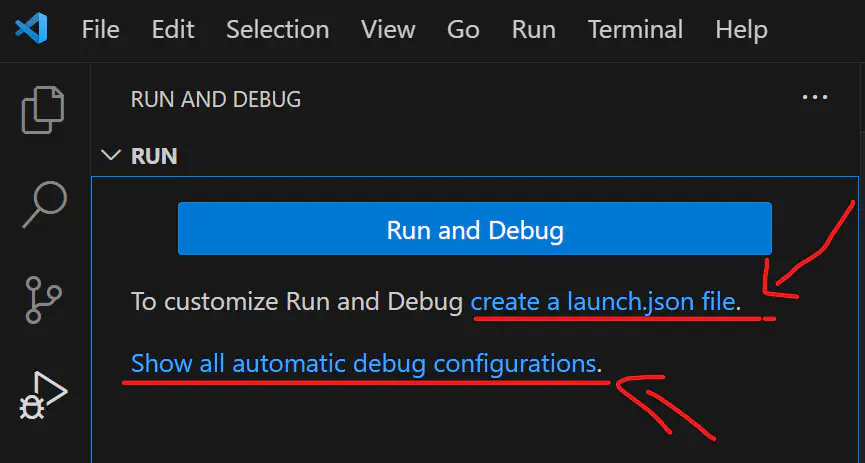 File Edit Selection View Go Run Terminal Help
RUN AND DEBUG
RUN
Run and Debug
To customize Run and Debug create a launch.json file.
Show all automatic debug configurations.